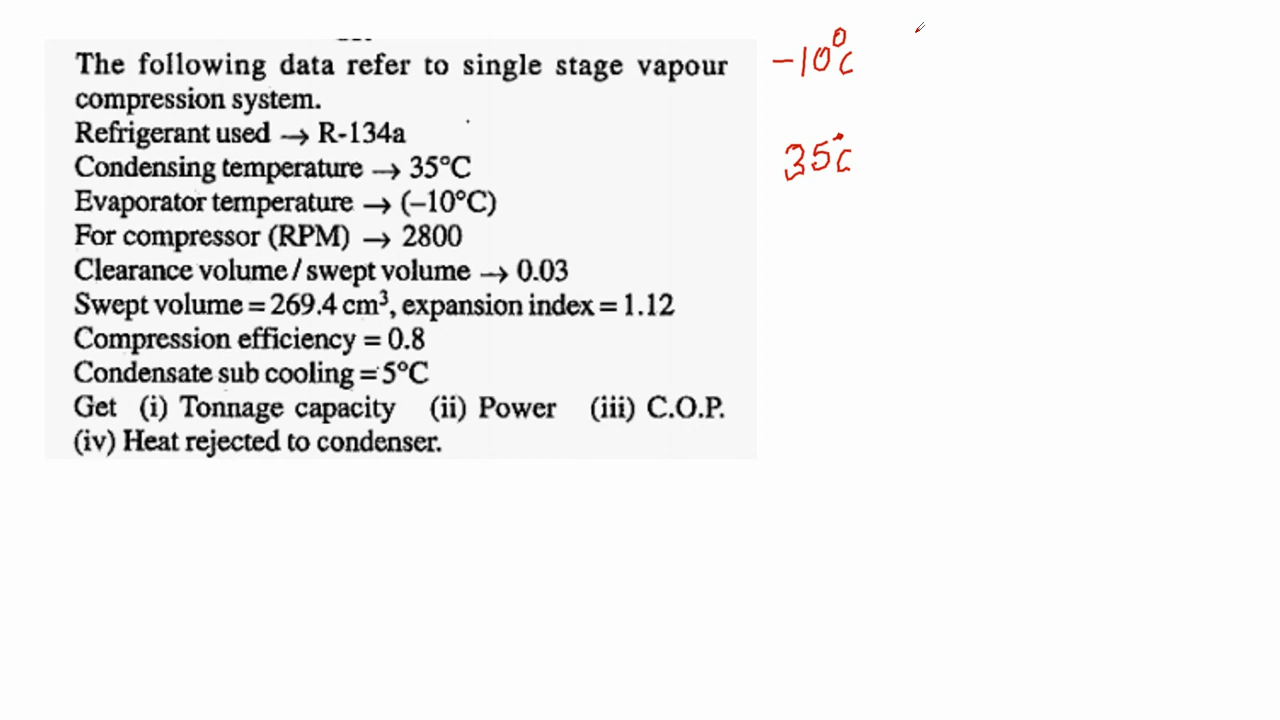 The following data refer to single stage vapour
compression system.
Refrigerant used → R-134a
Condensing temperature → 35°C
Evaporator temperature → (–10°C)
For compressor (RPM) → 2800
Clearance volume / swept volume → 0.03
Swept volume = 269.4 cm³, expansion index = 1.12
Compression efficiency = 0.8
Condensate sub cooling = 5°C
Get (i) Tonnage capacity (ii) Power (iii) C.O.P.
(iv) Heat rejected to condenser.
-10°C
35°C